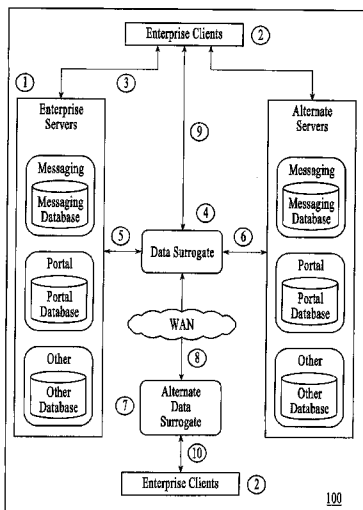 Enterprise Clients
2
1
3
Enterprise
Servers
Alternate
Servers
9
Messaging
Messaging
Database
Messaging
Messaging
Database
4
5
Data Surrogate
6
Portal
Portal
Database
Portal
Portal
Database
WAN
8
Other
Other
Database
Other
Other
Database
7
Alternate
Data
Surrogate
10
Enterprise Clients
2
100